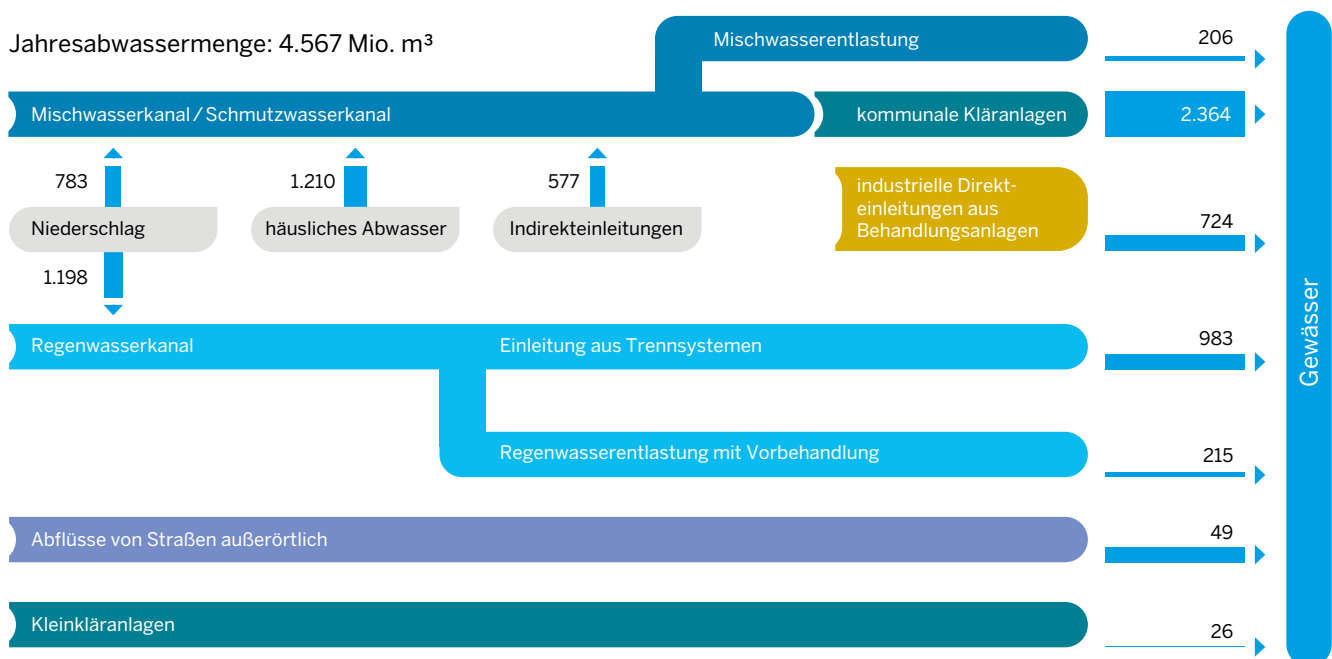 Jahresabwassermenge: 4.567 Mio. m³
Mischwasserentlastung
206
Mischwasserkanal / Schmutzwasserkanal
kommunale Kläranlagen
2.364
783
1.210
577
Niederschlag
häusliches Abwasser
Indirekteinleitungen
industrielle Direkt-
einleitungen aus
Behandlungsanlagen
724
1.198
Regenwasserkanal
Einleitung aus Trennsystemen
983
Regenwasserentlastung mit Vorbehandlung
215
Abflüsse von Straßen außerörtlich
49
Kleinkläranlagen
26
Gewässer